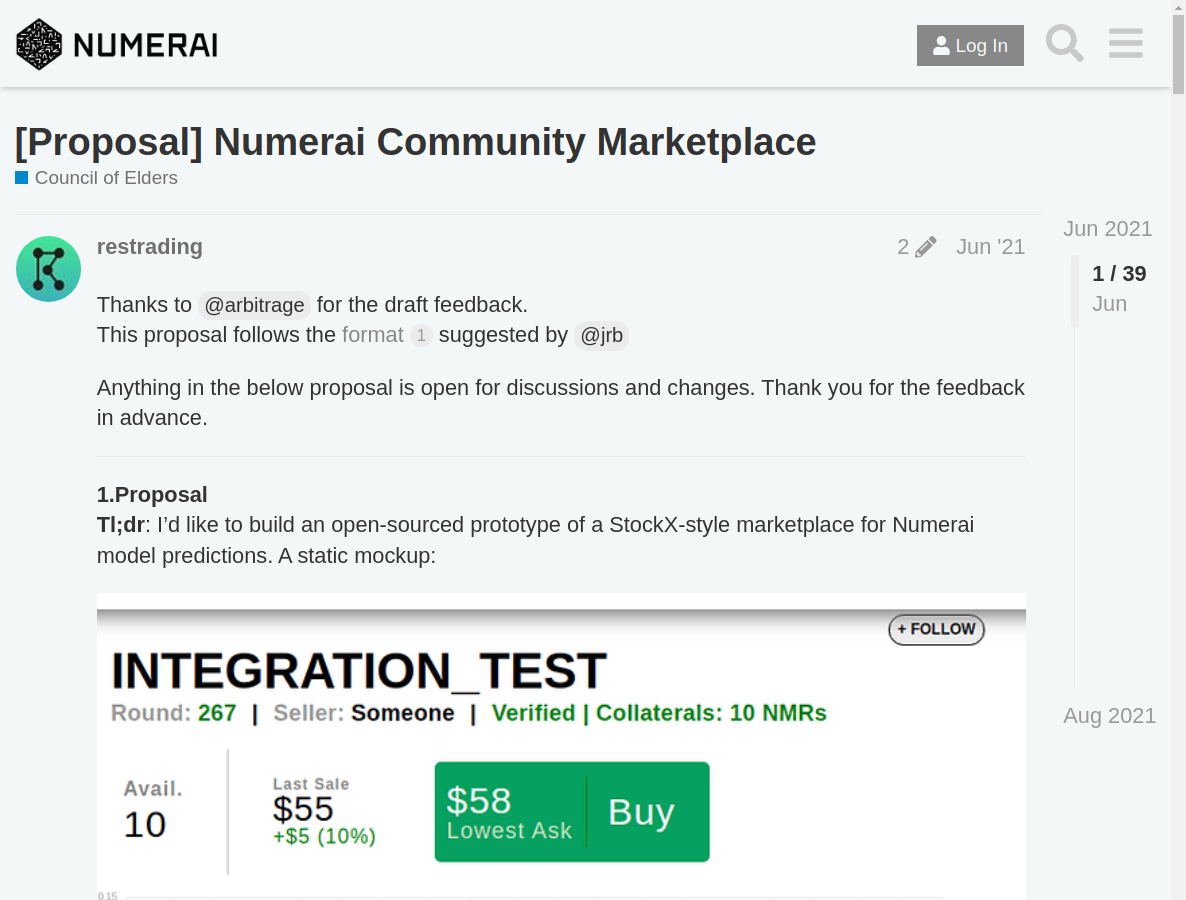 NUMERAI
Log In
[Proposal] Numerai Community Marketplace
Council of Elders
restrading
2
Jun '21
Jun 2021
1 / 39
Jun
Aug 2021
Thanks to @arbitrage for the draft feedback.
This proposal follows the format 1 suggested by @jrb
Anything in the below proposal is open for discussions and changes. Thank you for the feedback
in advance.
1.Proposal
Tl;dr: I’d like to build an open-sourced prototype of a StockX-style marketplace for Numerai
model predictions. A static mockup:
+ FOLLOW
INTEGRATION_TEST
Round: 267 | Seller: Someone | Verified | Collaterals: 10 NMRs
Avail.
10
Last Sale
$55
+$5 (10%)
$58
Lowest Ask
Buy
0.15